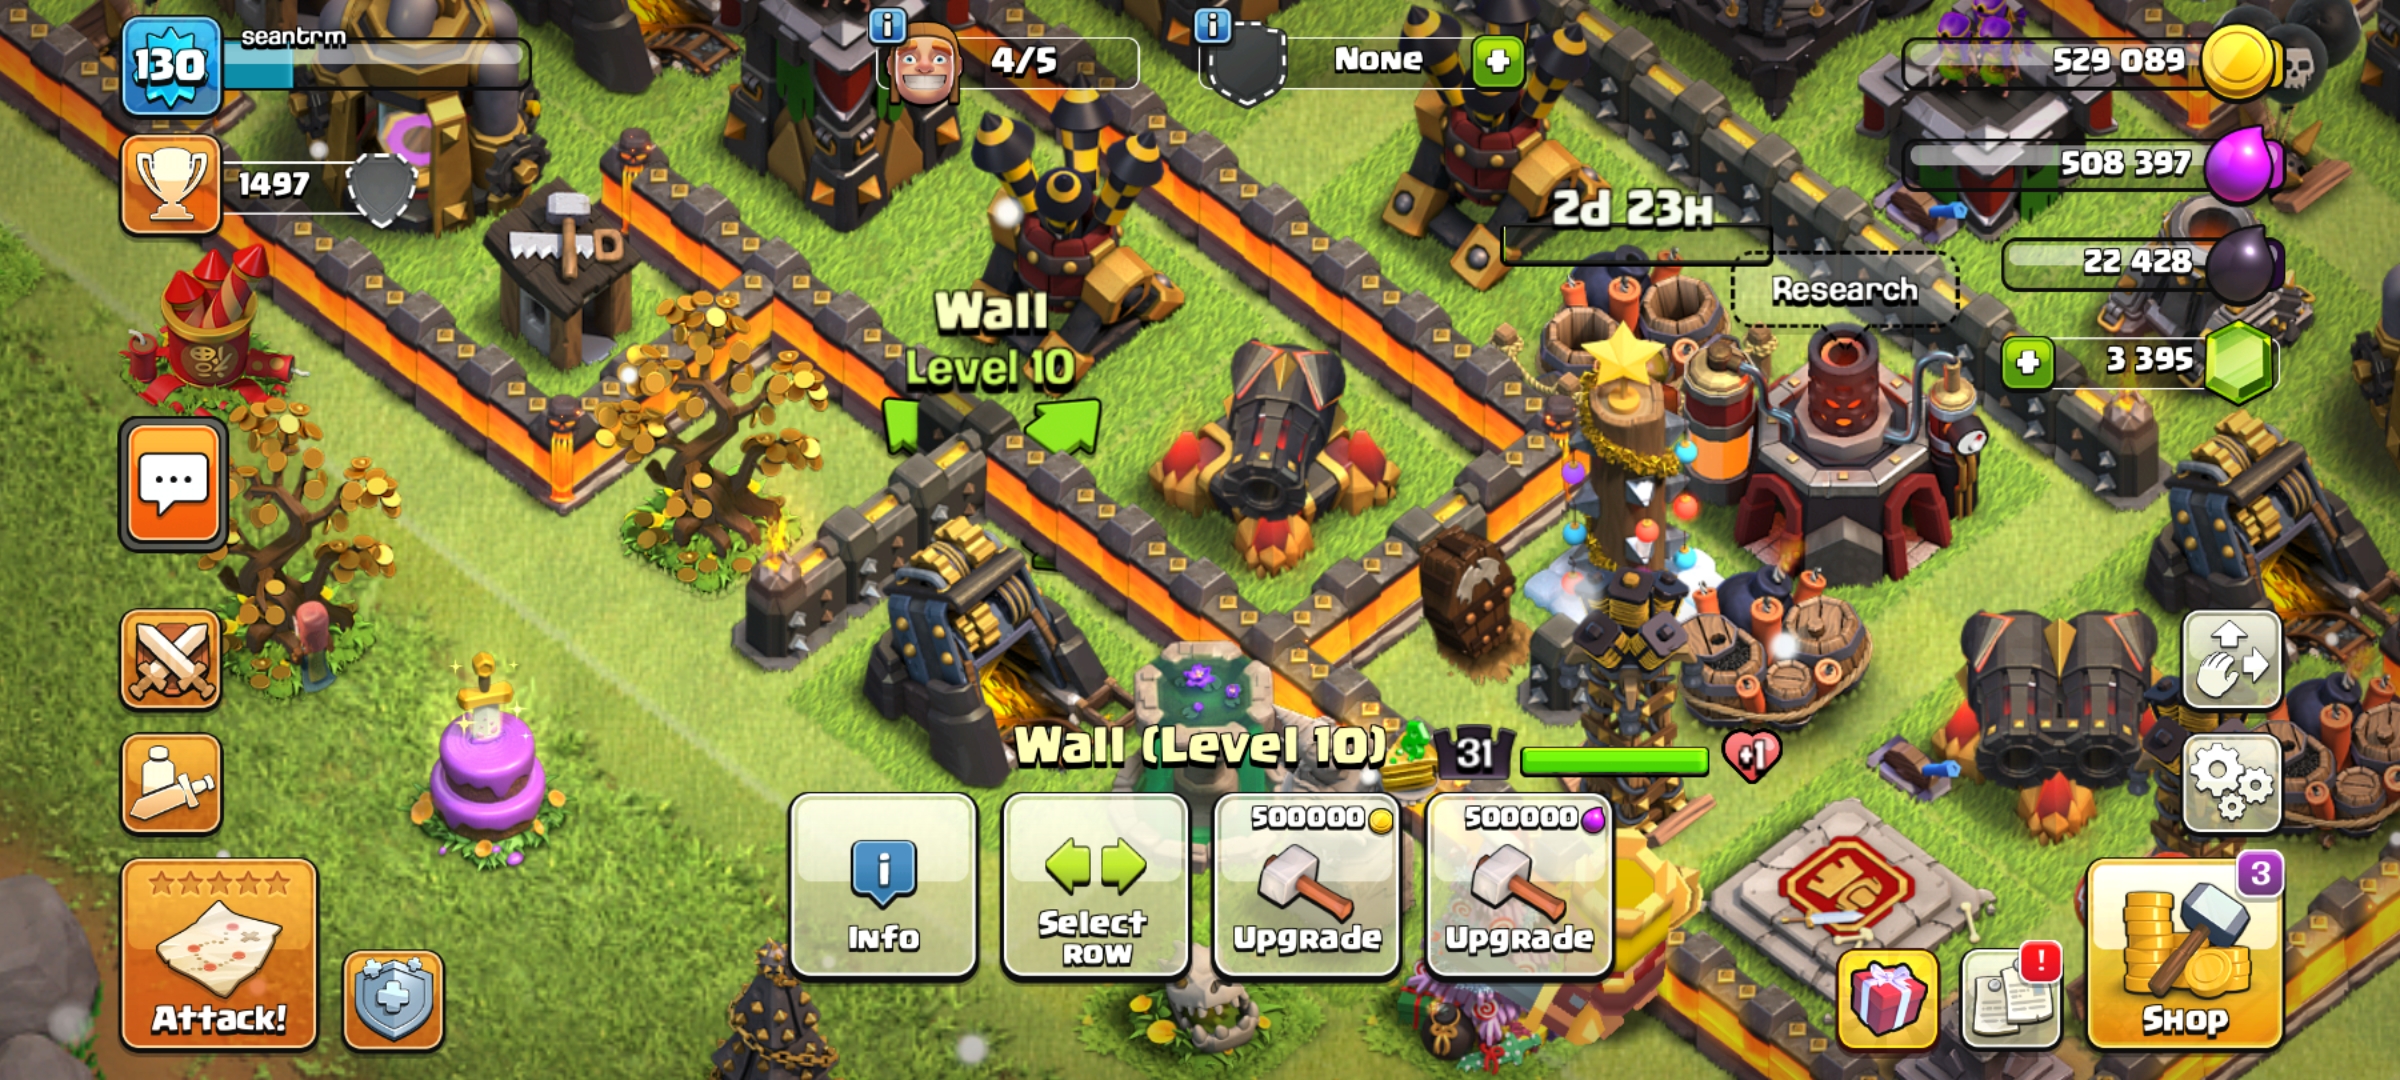 130
seantrm
4/5
None
529 089
1497
508 397
2d 23H
22 428
Research
Wall
Level 10
3 395
Wall (Level 10)
31
+1
500000
500000
Info
Select
Row
Upgrade
Upgrade
3
Attack!
!
Shop